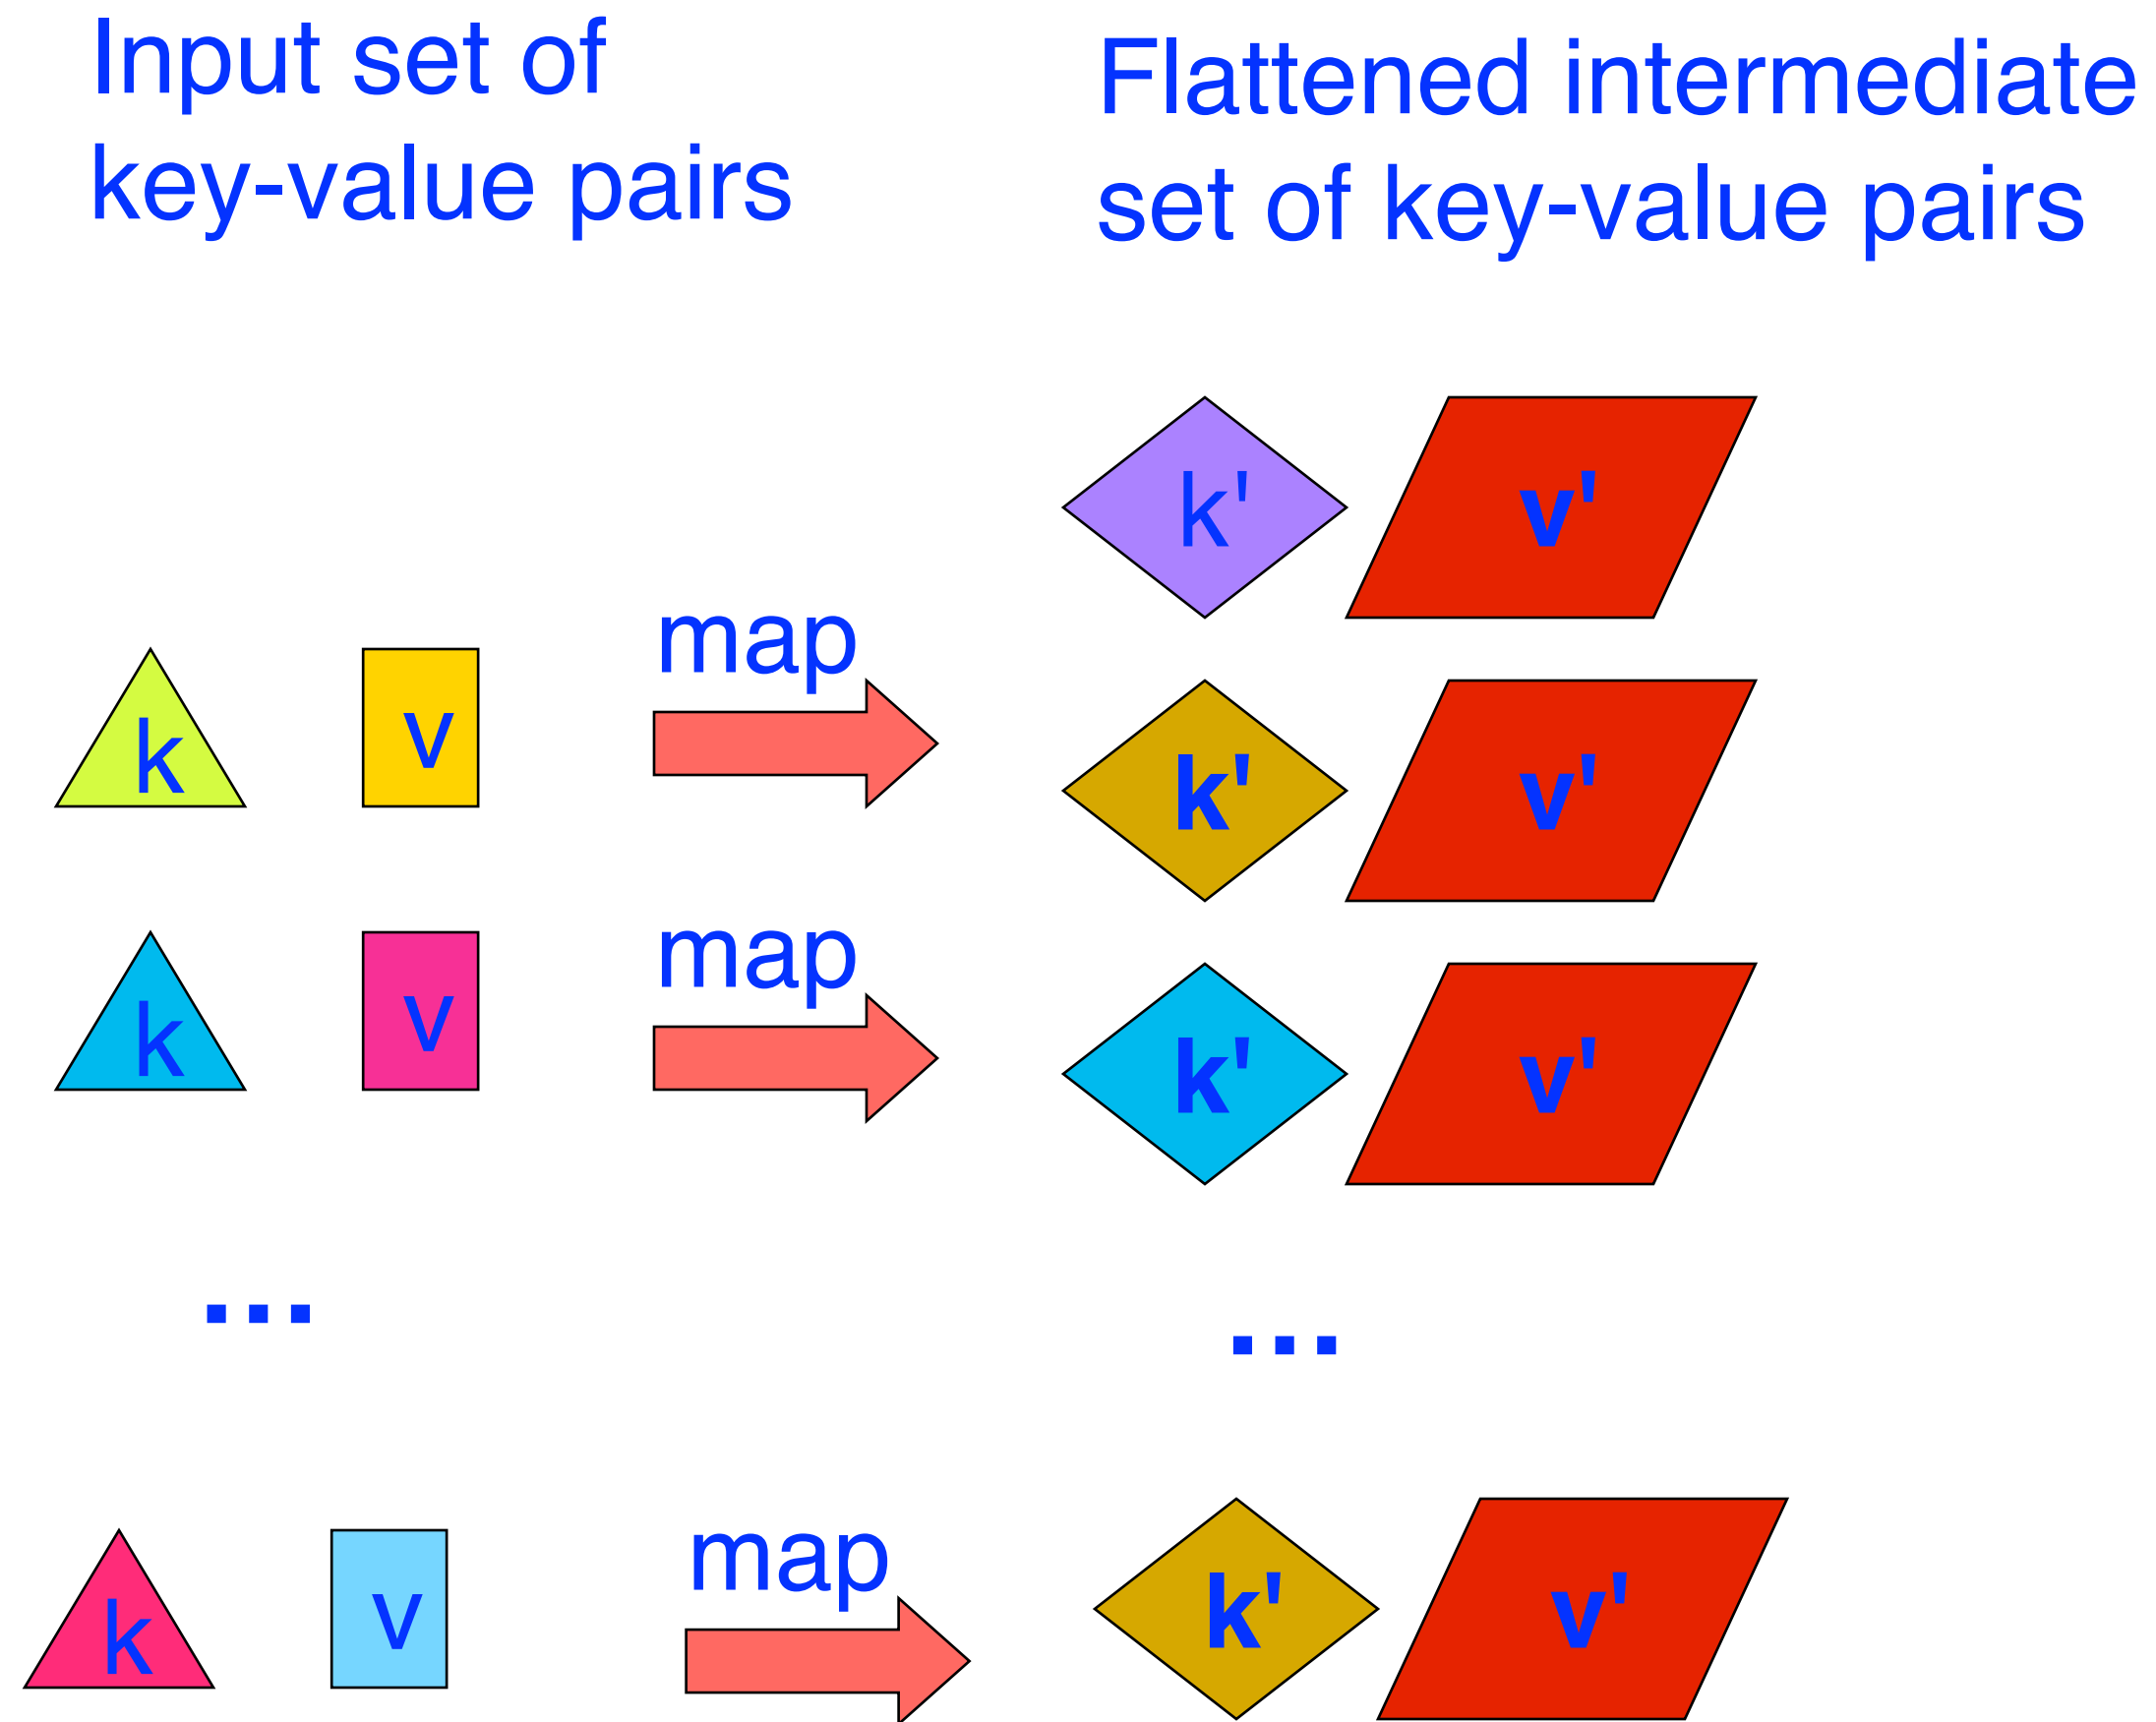 Input set of
key-value pairs
Flattened intermediate
set of key-value pairs
k' v'
map
k v
k' v'
map
k v
k' v'
...
...
map
k v
k' v'